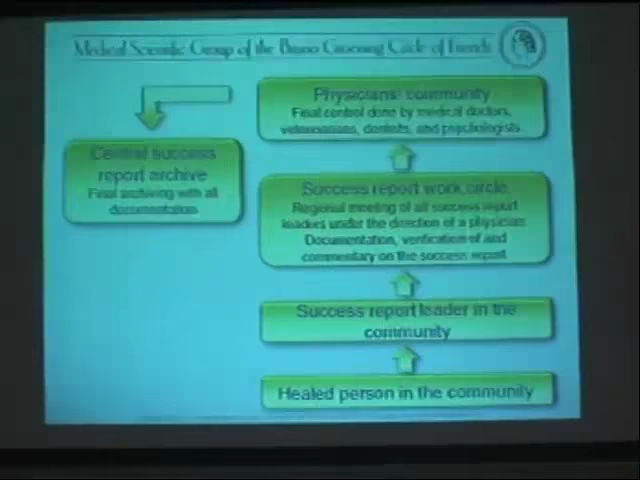 Medical Scientific Group of the Bruno Groening Circle of Friends
Physicians' community
Final control done by medical doctors,
veterinarians, dentists, and psychologists
Central success
report archive
Final archiving with all
documentation
Success report work circle
Regional meeting of all success report
leaders under the direction of a physician
Documentation, verification of and
commentary on the success report
Success report leader in the
community
Healed person in the community